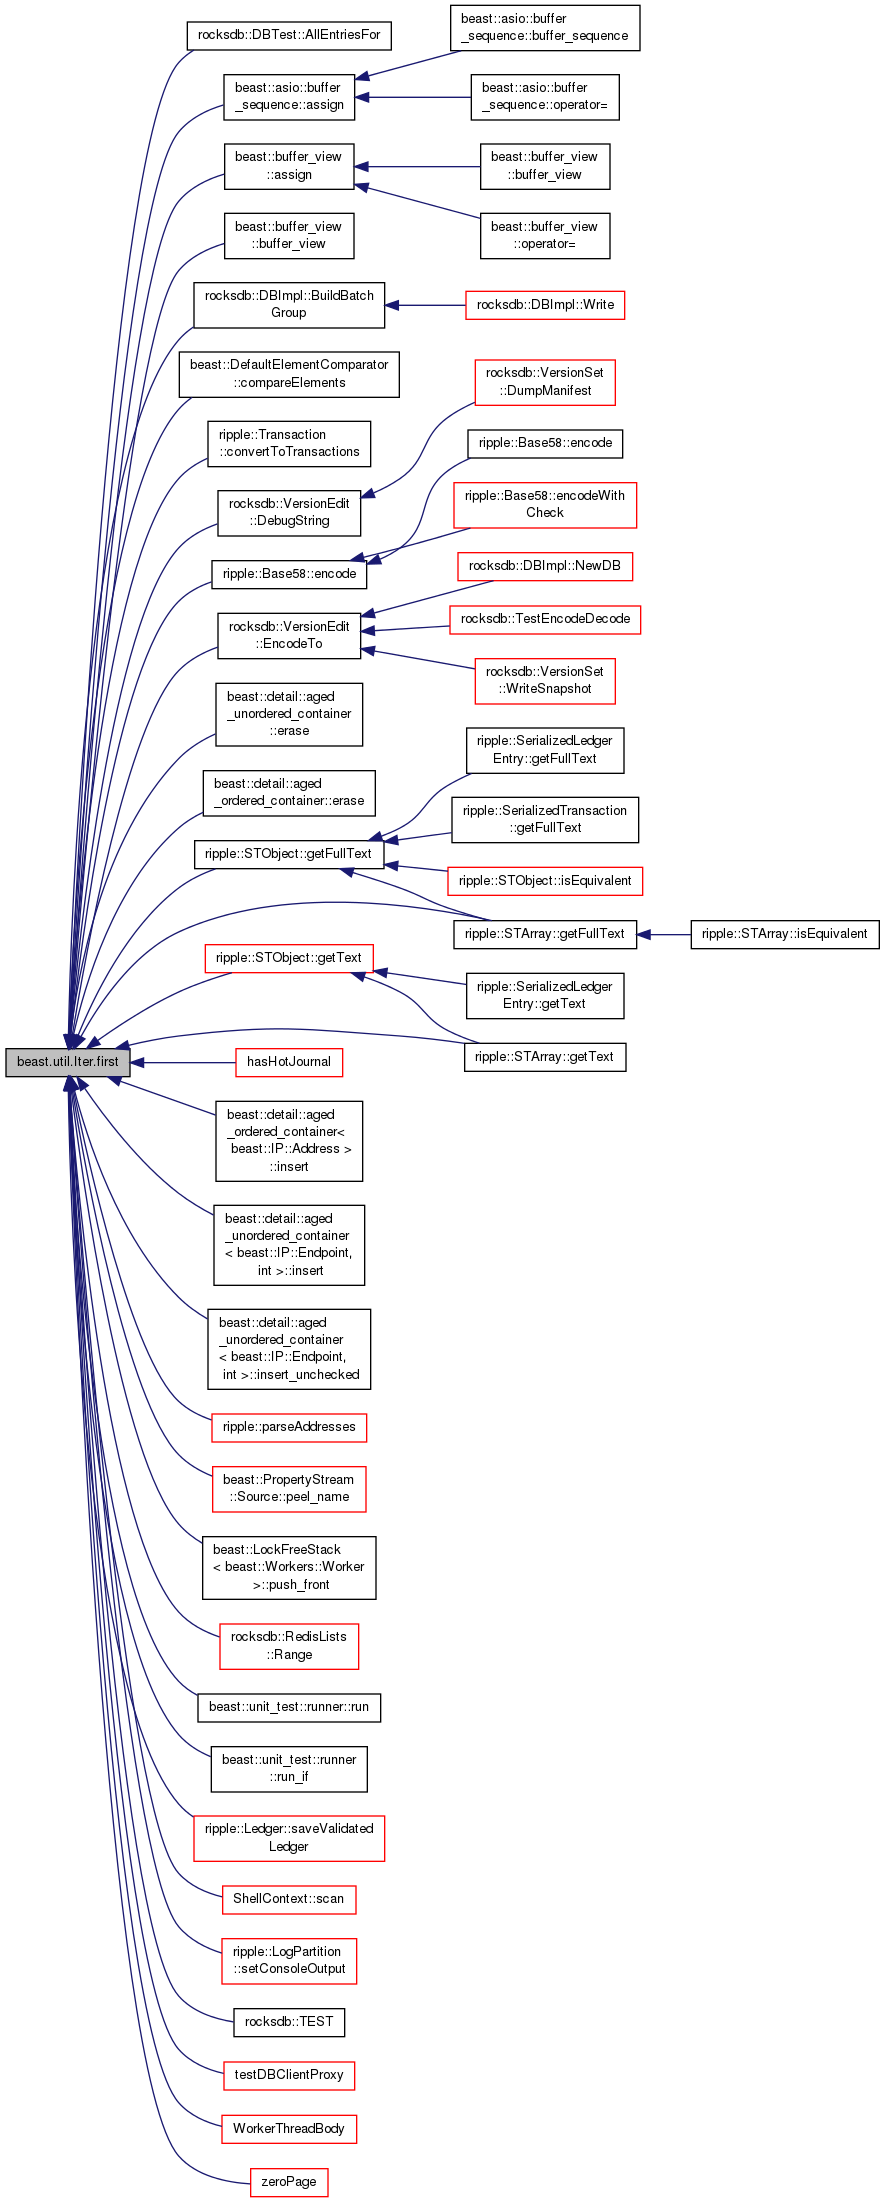 rocksdb::DBTest::AllEntriesFor
beast::asio::buffer
_sequence::buffer_sequence
beast::asio::buffer
_sequence::assign
beast::asio::buffer
_sequence::operator=
beast::buffer_view
::assign
beast::buffer_view
::buffer_view
beast::buffer_view
::buffer_view
beast::buffer_view
::operator=
rocksdb::DBImpl::BuildBatch
Group
rocksdb::DBImpl::Write
beast::DefaultElementComparator
::compareElements
rocksdb::VersionSet
::DumpManifest
ripple::Transaction
::convertToTransactions
ripple::Base58::encode
rocksdb::VersionEdit
::DebugString
ripple::Base58::encodeWith
Check
ripple::Base58::encode
rocksdb::DBImpl::NewDB
rocksdb::VersionEdit
::EncodeTo
rocksdb::TestEncodeDecode
rocksdb::VersionSet
::WriteSnapshot
beast::detail::aged
_unordered_container
::erase
ripple::SerializedLedger
Entry::getFullText
beast::detail::aged
_ordered_container::erase
ripple::SerializedTransaction
::getFullText
ripple::STObject::getFullText
ripple::STObject::isEquivalent
ripple::STArray::getFullText
ripple::STArray::isEquivalent
ripple::STObject::getText
ripple::SerializedLedger
Entry::getText
ripple::STArray::getText
beast.util.Iter.first
hasHotJournal
beast::detail::aged
_ordered_container<
beast::IP::Address >
::insert
beast::detail::aged
_unordered_container
< beast::IP::Endpoint,
int >::insert
beast::detail::aged
_unordered_container
< beast::IP::Endpoint,
int >::insert_unchecked
ripple::parseAddresses
beast::PropertyStream
::Source::peel_name
beast::LockFreeStack
< beast::Workers::Worker
>::push_front
rocksdb::RedisLists
::Range
beast::unit_test::runner::run
beast::unit_test::runner
::run_if
ripple::Ledger::saveValidated
Ledger
ShellContext::scan
ripple::LogPartition
::setConsoleOutput
rocksdb::TEST
testDBClientProxy
WorkerThreadBody
zeroPage